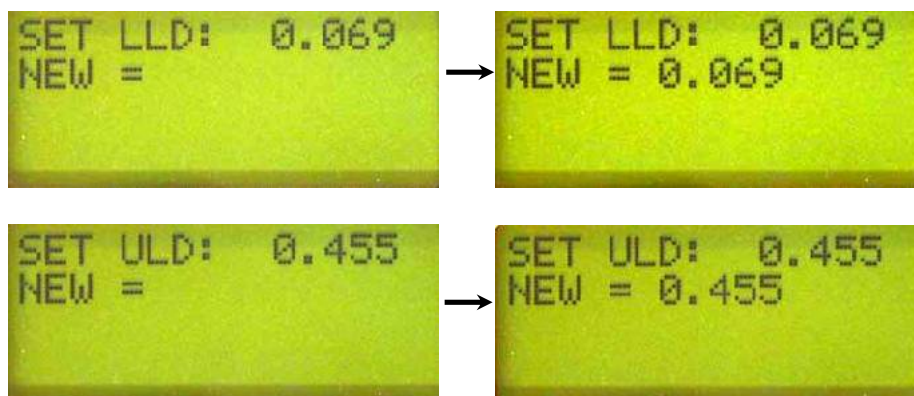 SET LLD: 0.069
NEW =
SET LLD: 0.069
NEW = 0.069
SET ULD: 0.455
NEW =
SET ULD: 0.455
NEW = 0.455